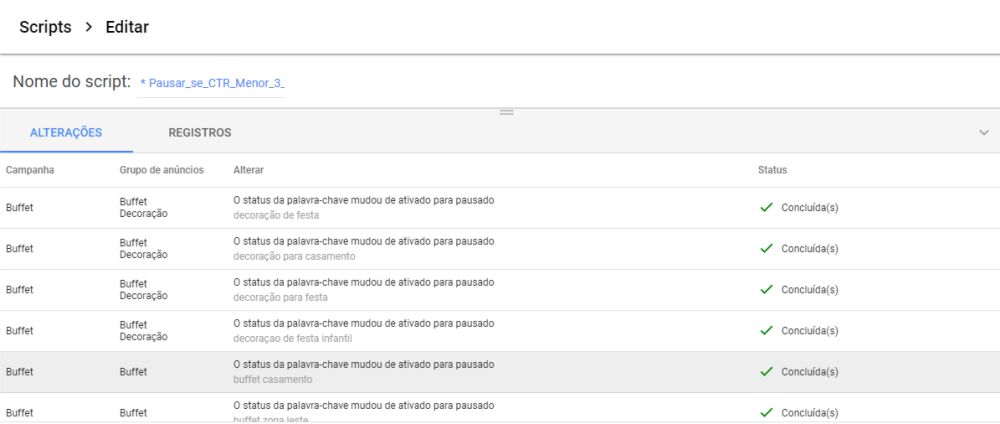 Scripts > Editar
Nome do script: * Pausar_se_CTR_Menor_3_
ALTERAÇÕES REGISTROS
Campanha Grupo de anúncios Alterar Status
Buffet Buffet Decoração O status da palavra-chave mudou de ativado para pausado Concluída(s)
decoração de festa
Buffet Buffet Decoração O status da palavra-chave mudou de ativado para pausado Concluída(s)
decoração para casamento
Buffet Buffet Decoração O status da palavra-chave mudou de ativado para pausado Concluída(s)
decoração para festa
Buffet Buffet Decoração O status da palavra-chave mudou de ativado para pausado Concluída(s)
decoraçao de festa infantil
Buffet Buffet O status da palavra-chave mudou de ativado para pausado Concluída(s)
buffet casamento
Buffet Buffet O status da palavra-chave mudou de ativado para pausado Concluída(s)
buffet zona leste